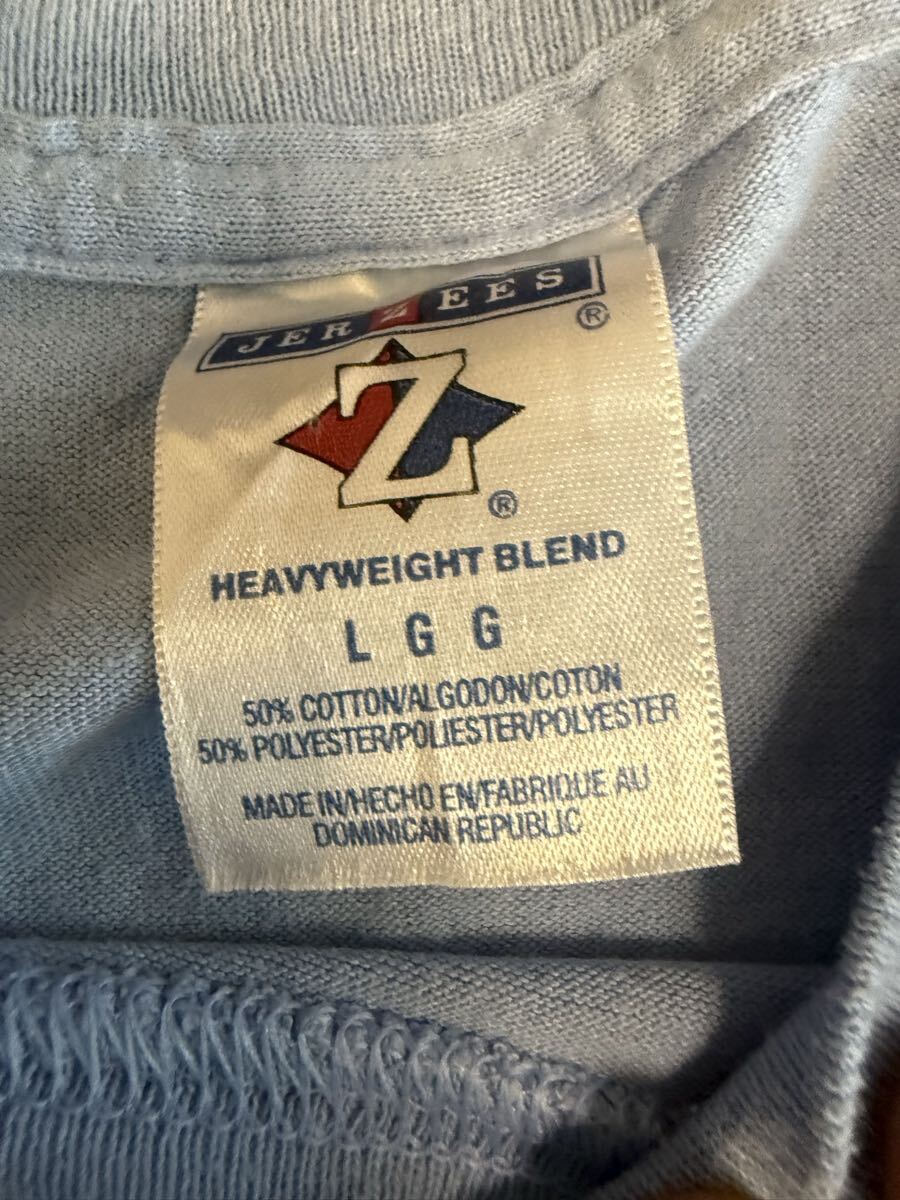 JERZEES®
Z®
HEAVYWEIGHT BLEND
L G G
50% COTTON/ALGODON/COTON
50% POLYESTER/POLIESTER/POLYESTER
MADE IN/HECHO EN/FABRIQUE AU
DOMINICAN REPUBLIC